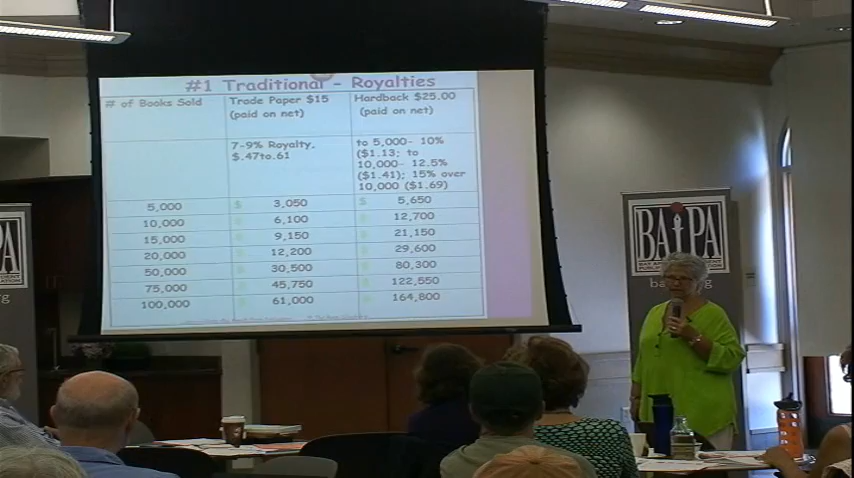 #1 Traditional - Royalties
# of Books Sold
Trade Paper $15
(paid on net)
Hardback $25.00
(paid on net)
7-9% Royalty.
$.47to.61
to 5,000- 10%
($1.13; to
10,000- 12.5%
($1.41); 15% over
10,000 ($1.69)
5,000 $ 3,050 $ 5,650
10,000 $ 6,100 $ 12,700
15,000 $ 9,150 $ 21,150
20,000 $ 12,200 $ 29,600
50,000 $ 30,500 $ 80,300
75,000 $ 45,750 $ 122,550
100,000 $ 61,000 $ 164,800
BAIPA
PA